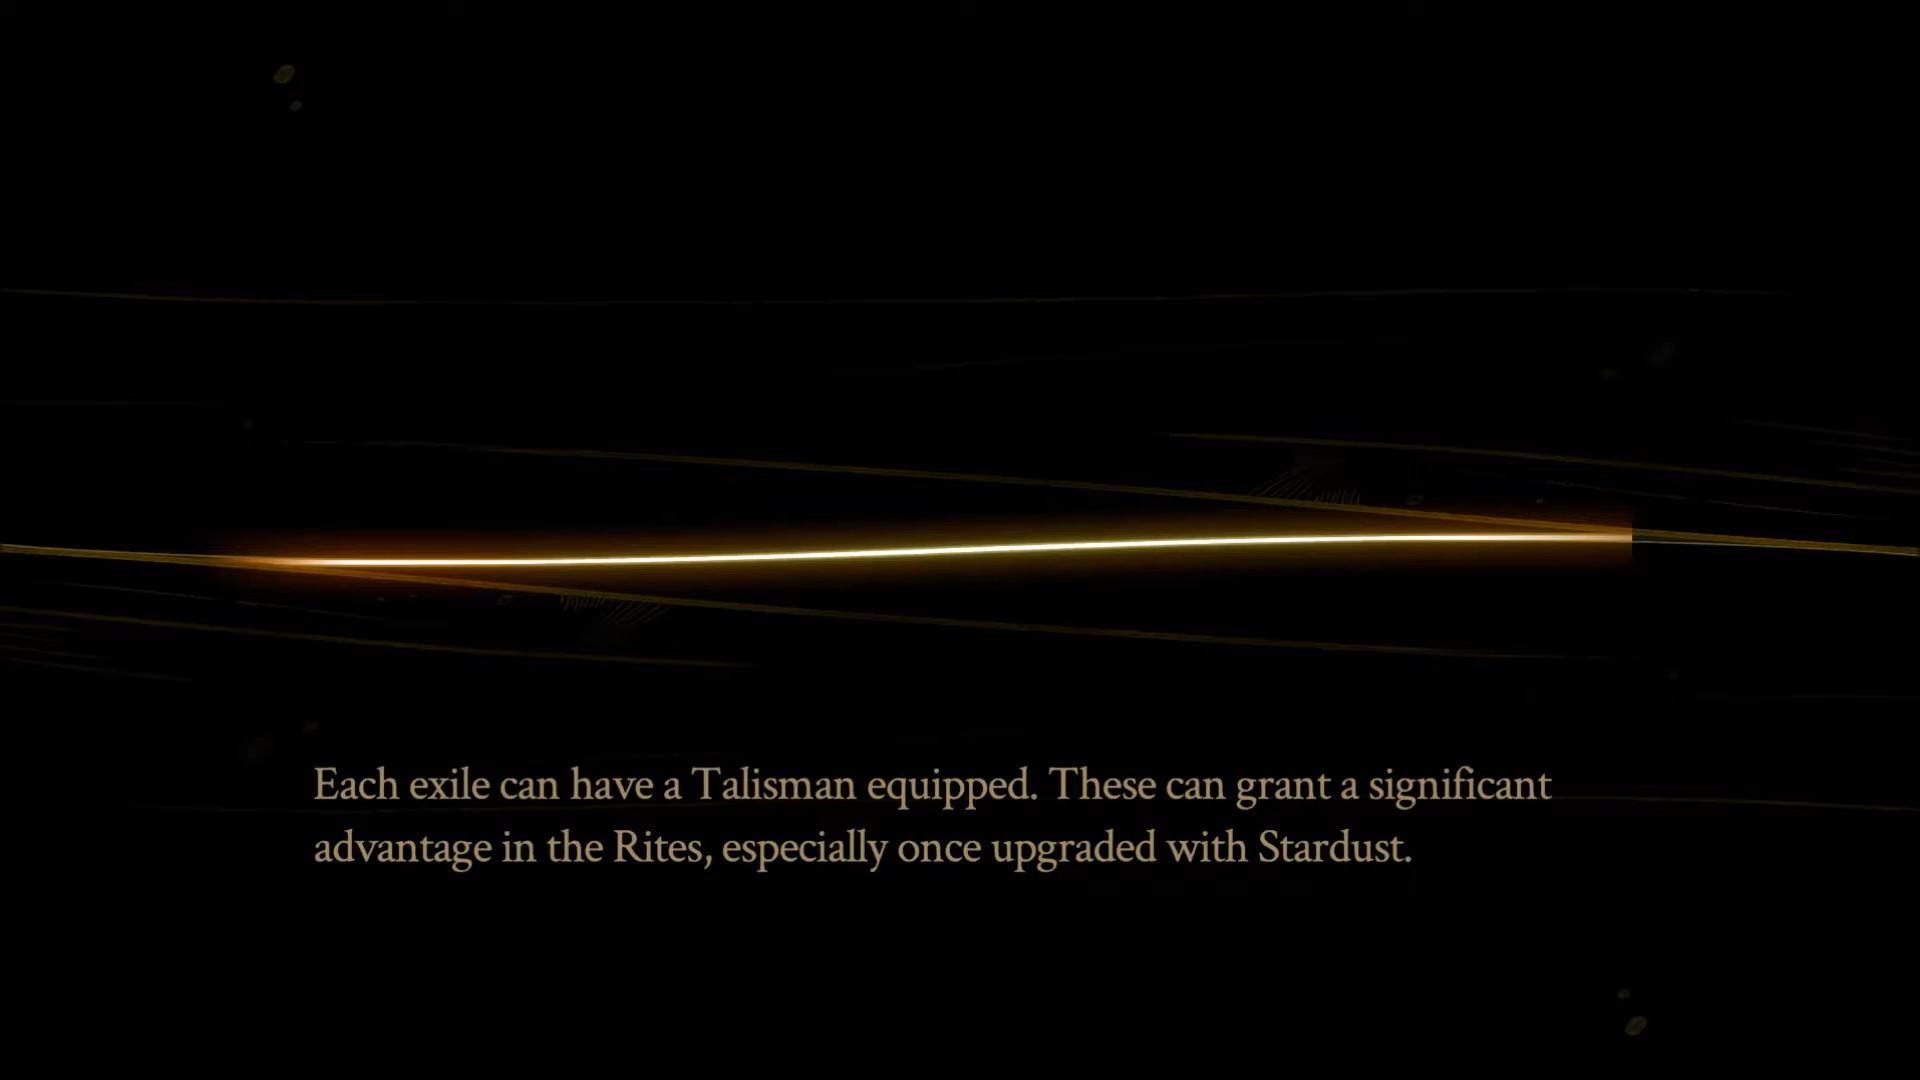 Each exile can have a Talisman equipped. These can grant a significant
advantage in the Rites, especially once upgraded with Stardust.